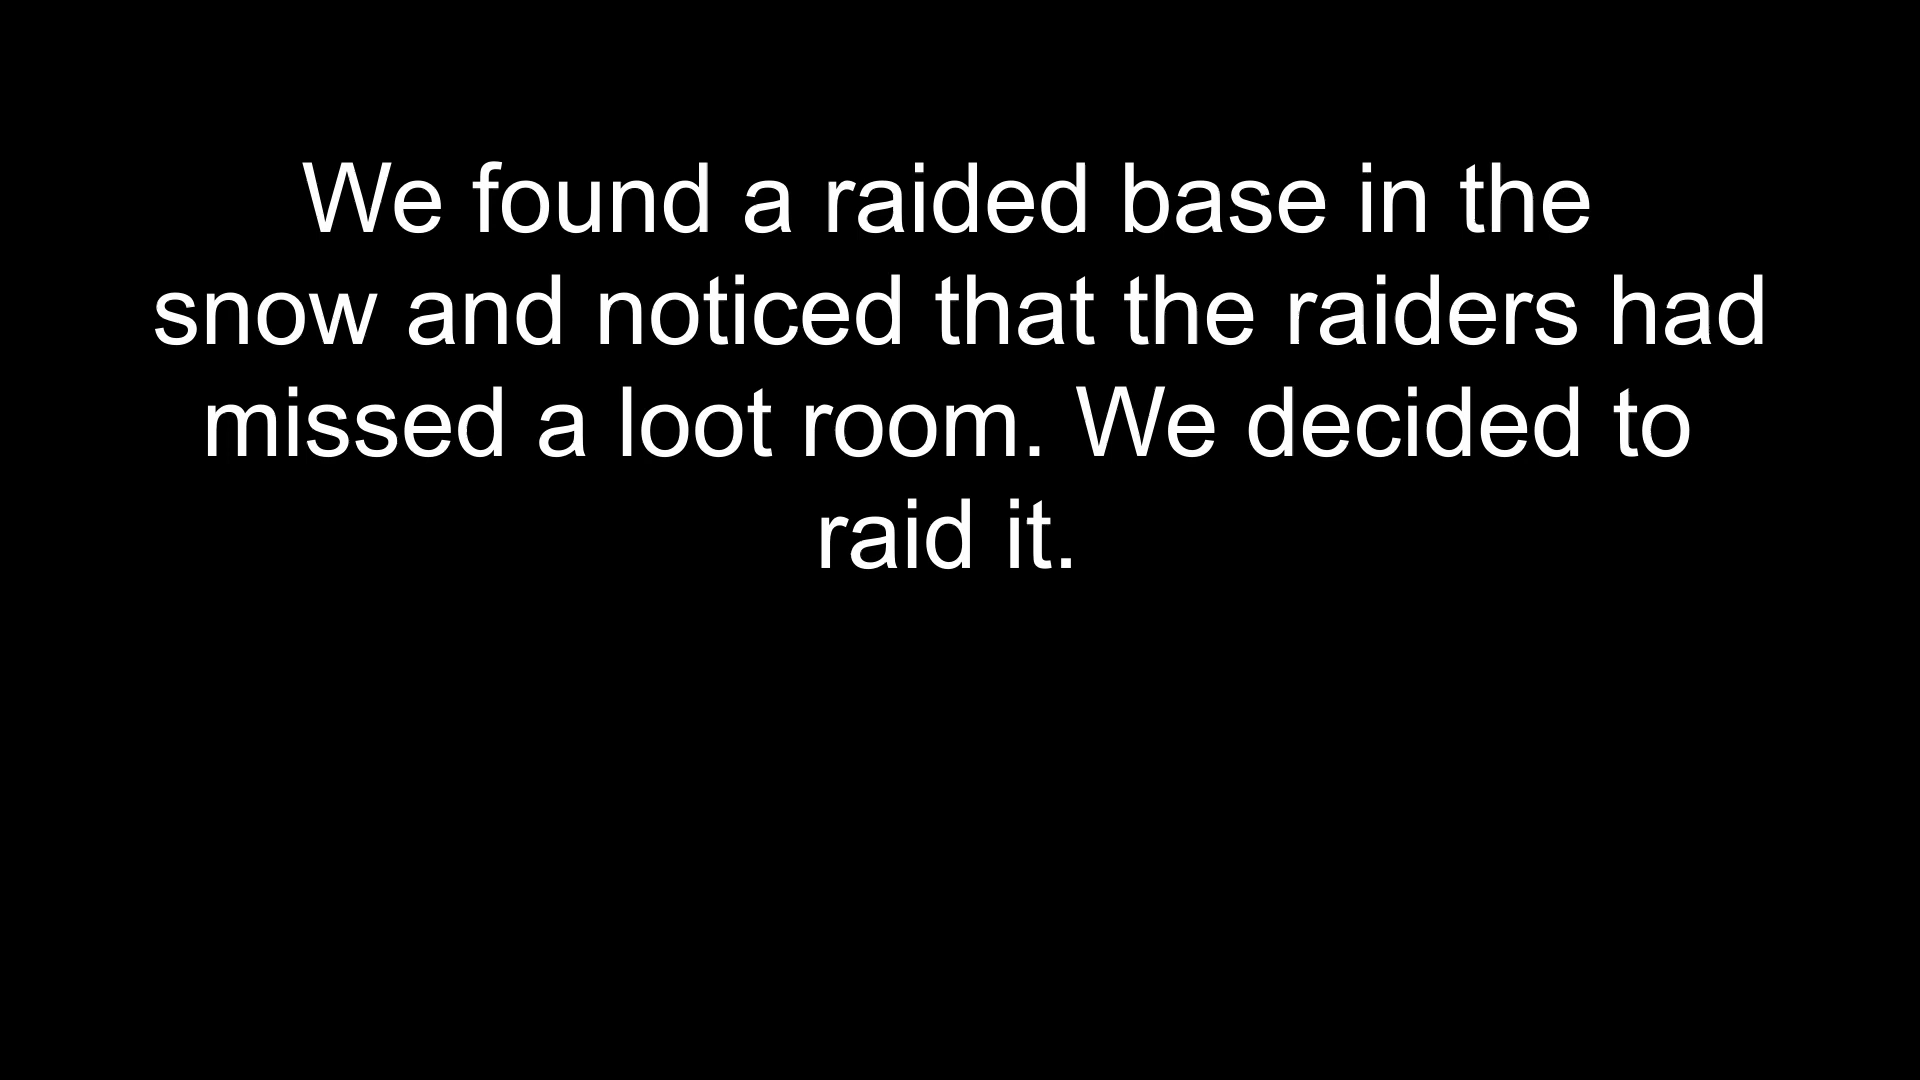 We found a raided base in the
snow and noticed that the raiders had
missed a loot room. We decided to
raid it.